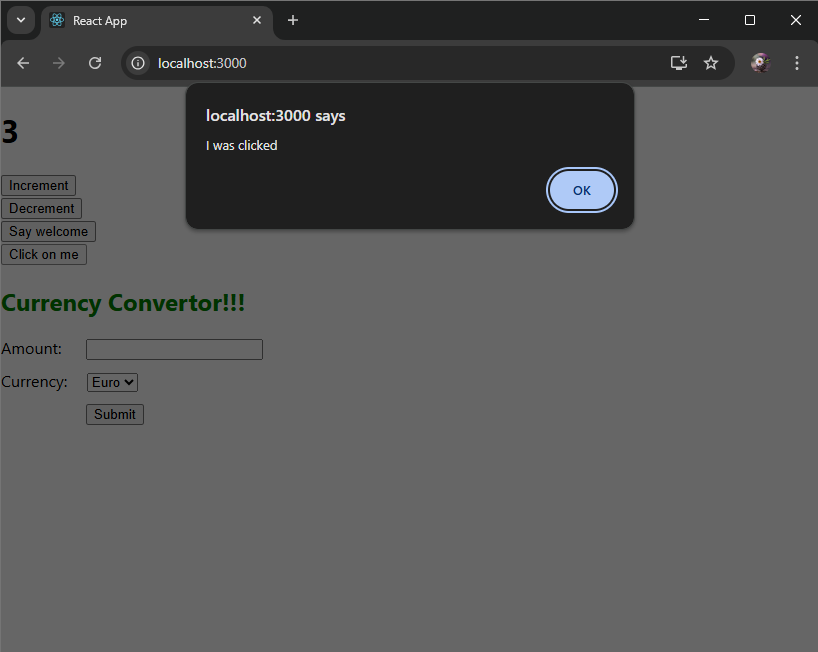 React App
localhost:3000
localhost:3000 says
I was clicked
OK
3
Increment
Decrement
Say welcome
Click on me
Currency Convertor!!!
Amount:
Currency: Euro
Submit